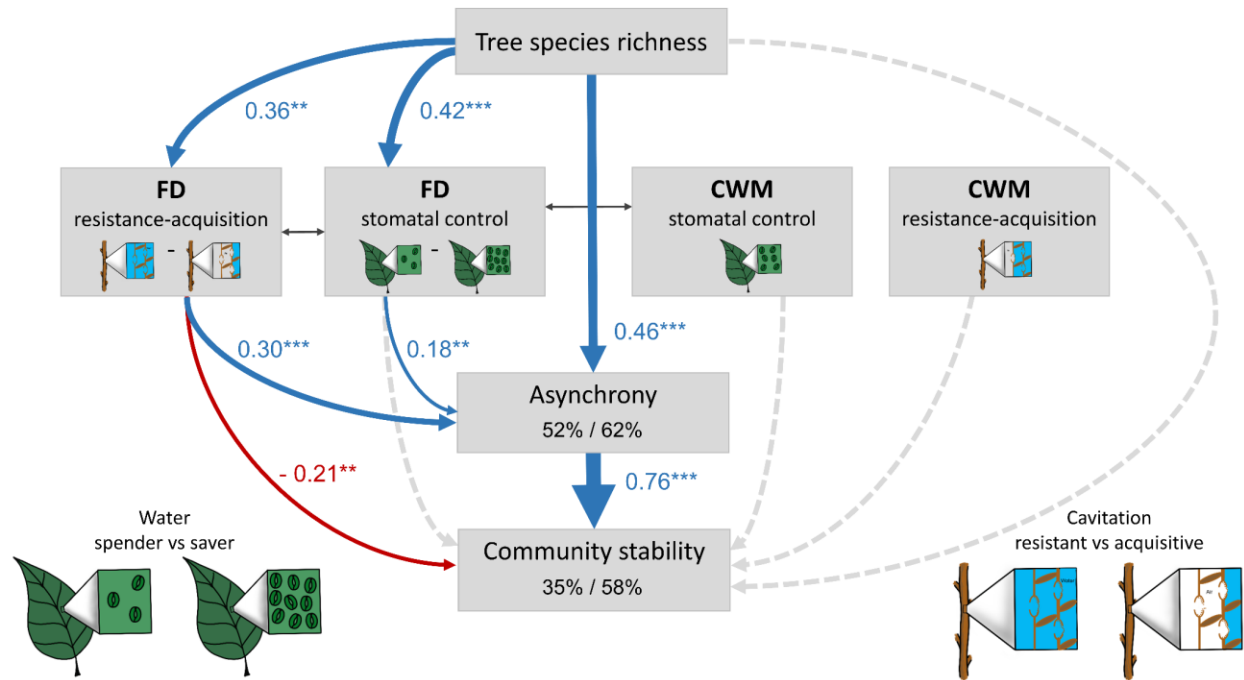 Tree species richness
0.36**
0.42***
FD
resistance-acquisition
-
FD
stomatal control
-
CWM
stomatal control
CWM
resistance-acquisition
0.30***
0.18**
0.46***
Asynchrony
52% / 62%
- 0.21**
0.76***
Community stability
35% / 58%
Water
spender vs saver
Cavitation
resistant vs acquisitive
Water
Air